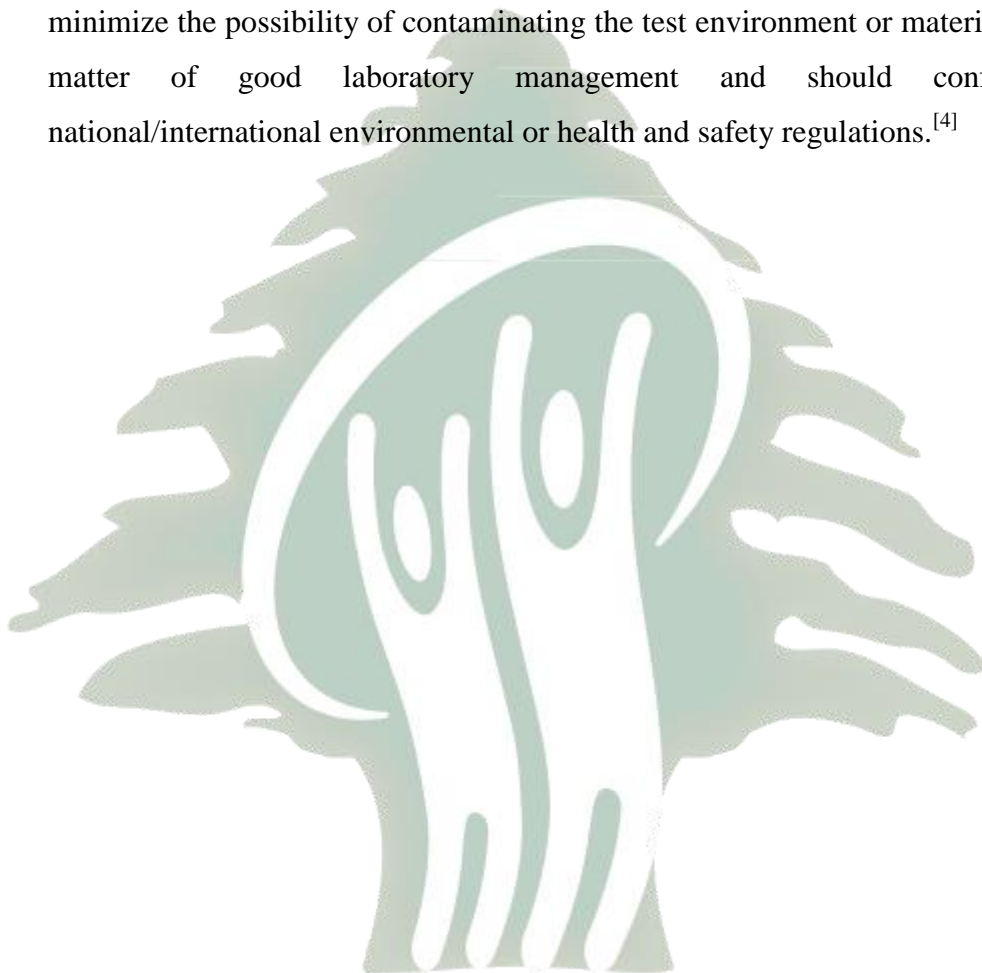 minimize the possibility of contaminating the test environment or materi
matter of good laboratory management and should con
national/international environmental or health and safety regulations.[4]